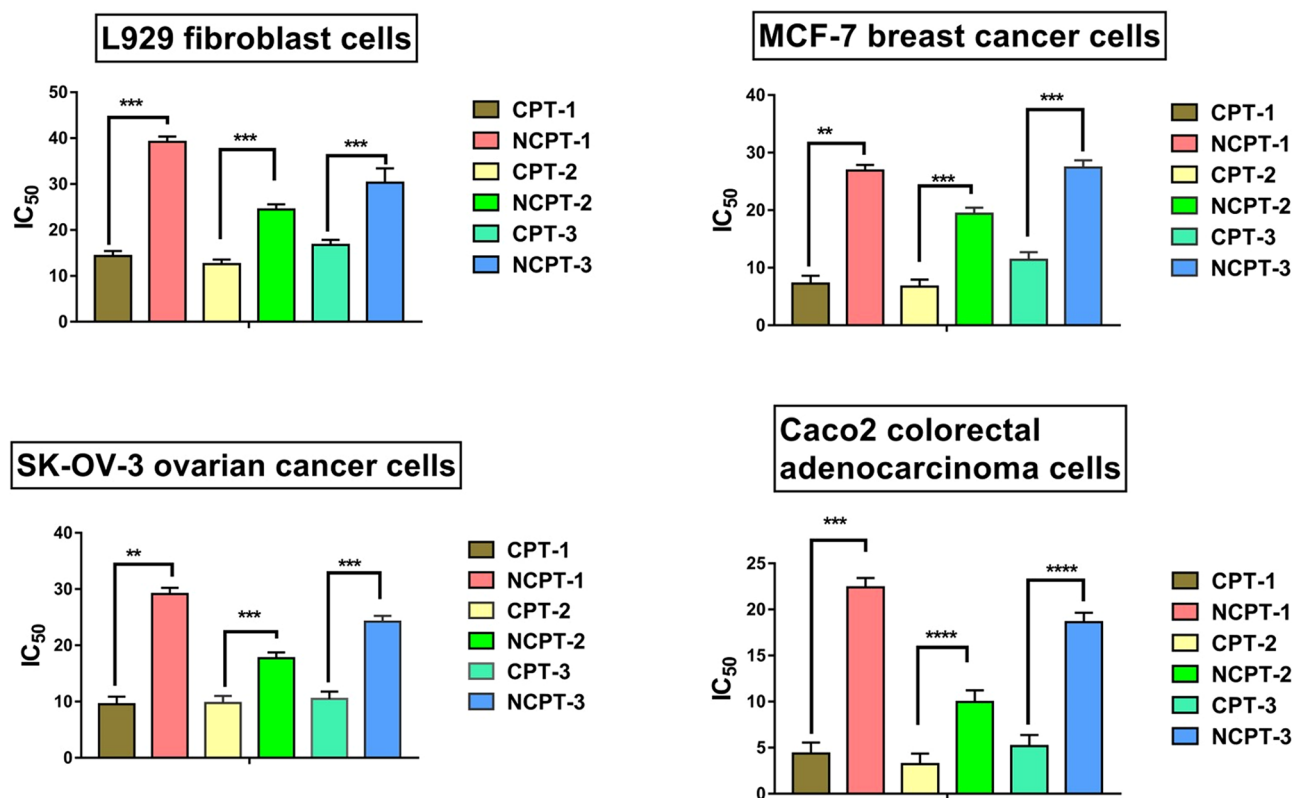 L929 fibroblast cells
50
40
30
20
10
0
IC50
***
***
***
CPT-1
NCPT-1
CPT-2
NCPT-2
CPT-3
NCPT-3
MCF-7 breast cancer cells
40
30
20
10
0
IC50
**
***
***
CPT-1
NCPT-1
CPT-2
NCPT-2
CPT-3
NCPT-3
SK-OV-3 ovarian cancer cells
40
30
20
10
0
IC50
**
***
***
CPT-1
NCPT-1
CPT-2
NCPT-2
CPT-3
NCPT-3
Caco2 colorectal
adenocarcinoma cells
25
20
15
10
5
0
IC50
***
****
****
CPT-1
NCPT-1
CPT-2
NCPT-2
CPT-3
NCPT-3